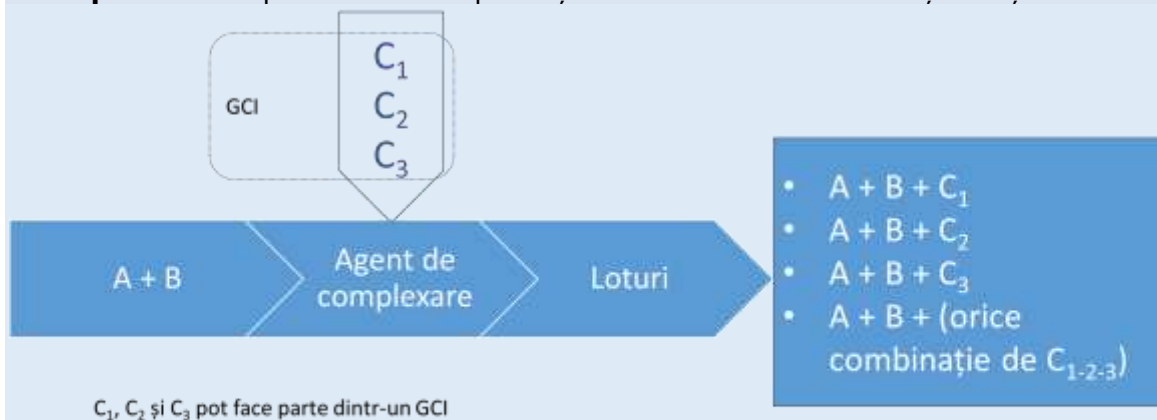 C₁
GCI
C₂
C₃
A + B
Agent de
complexare
Loturi
• A + B + C₁
• A + B + C₂
• A + B + C₃
• A + B + (orice
combinație de C₁₋₂₋₃)
C₁, C₂ și C₃ pot face parte dintr-un GCI